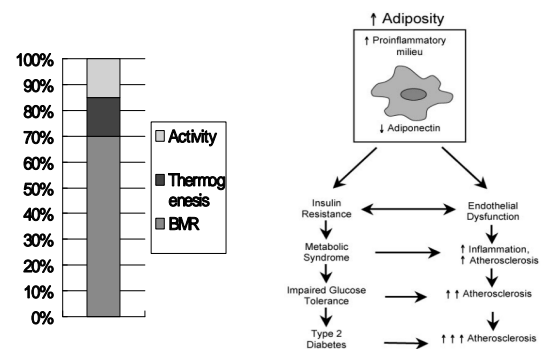 100%
90%
80%
70%
60%
50%
40%
30%
20%
10%
0%
Activity
Thermog
enesis
BMR
↑ Adiposity
↑ Proinflammatory
milieu
↓ Adiponectin
Insulin
Resistance
Endothelial
Dysfunction
Metabolic
Syndrome
↑ Inflammation,
↑ Atherosclerosis
Impaired Glucose
Tolerance
↑↑ Atherosclerosis
Type 2
Diabetes
↑↑↑ Atherosclerosis